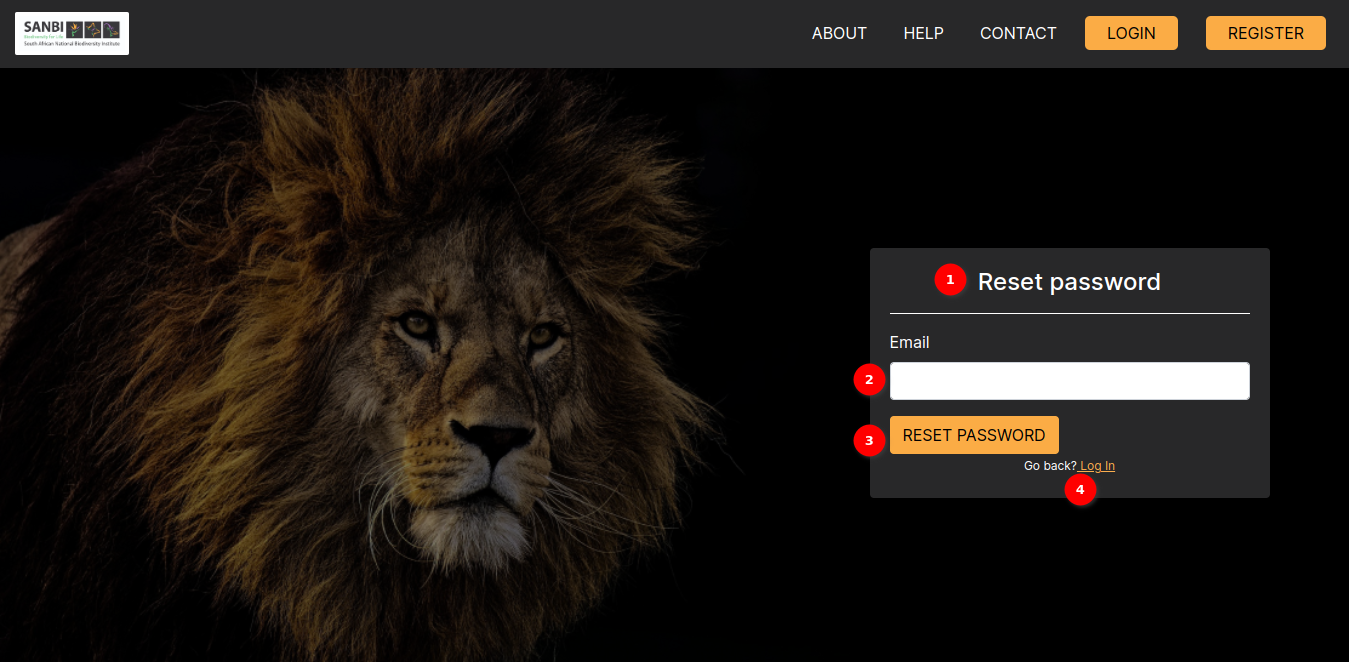 SANBI
Biodiversity for Life
South African National Biodiversity Institute
ABOUT HELP CONTACT LOGIN REGISTER
1 Reset password
Email
2
3 RESET PASSWORD
Go back? Log In
4